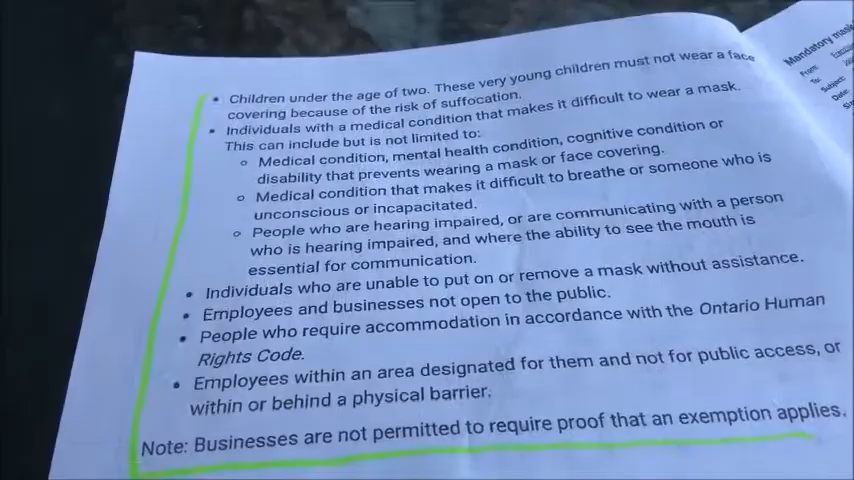 • Children under the age of two. These very young children must not wear a face
covering because of the risk of suffocation.
• Individuals with a medical condition that makes it difficult to wear a mask.
This can include but is not limited to:
o Medical condition, mental health condition, cognitive condition or
disability that prevents wearing a mask or face covering.
o Medical condition that makes it difficult to breathe or someone who is
unconscious or incapacitated.
o People who are hearing impaired, or are communicating with a person
who is hearing impaired, and where the ability to see the mouth is
essential for communication.
• Individuals who are unable to put on or remove a mask without assistance.
• Employees and businesses not open to the public.
• People who require accommodation in accordance with the Ontario Human
Rights Code.
• Employees within an area designated for them and not for public access, or
within or behind a physical barrier.
Note: Businesses are not permitted to require proof that an exemption applies.
Mandatory mask
From:
To:
Subject:
Date: